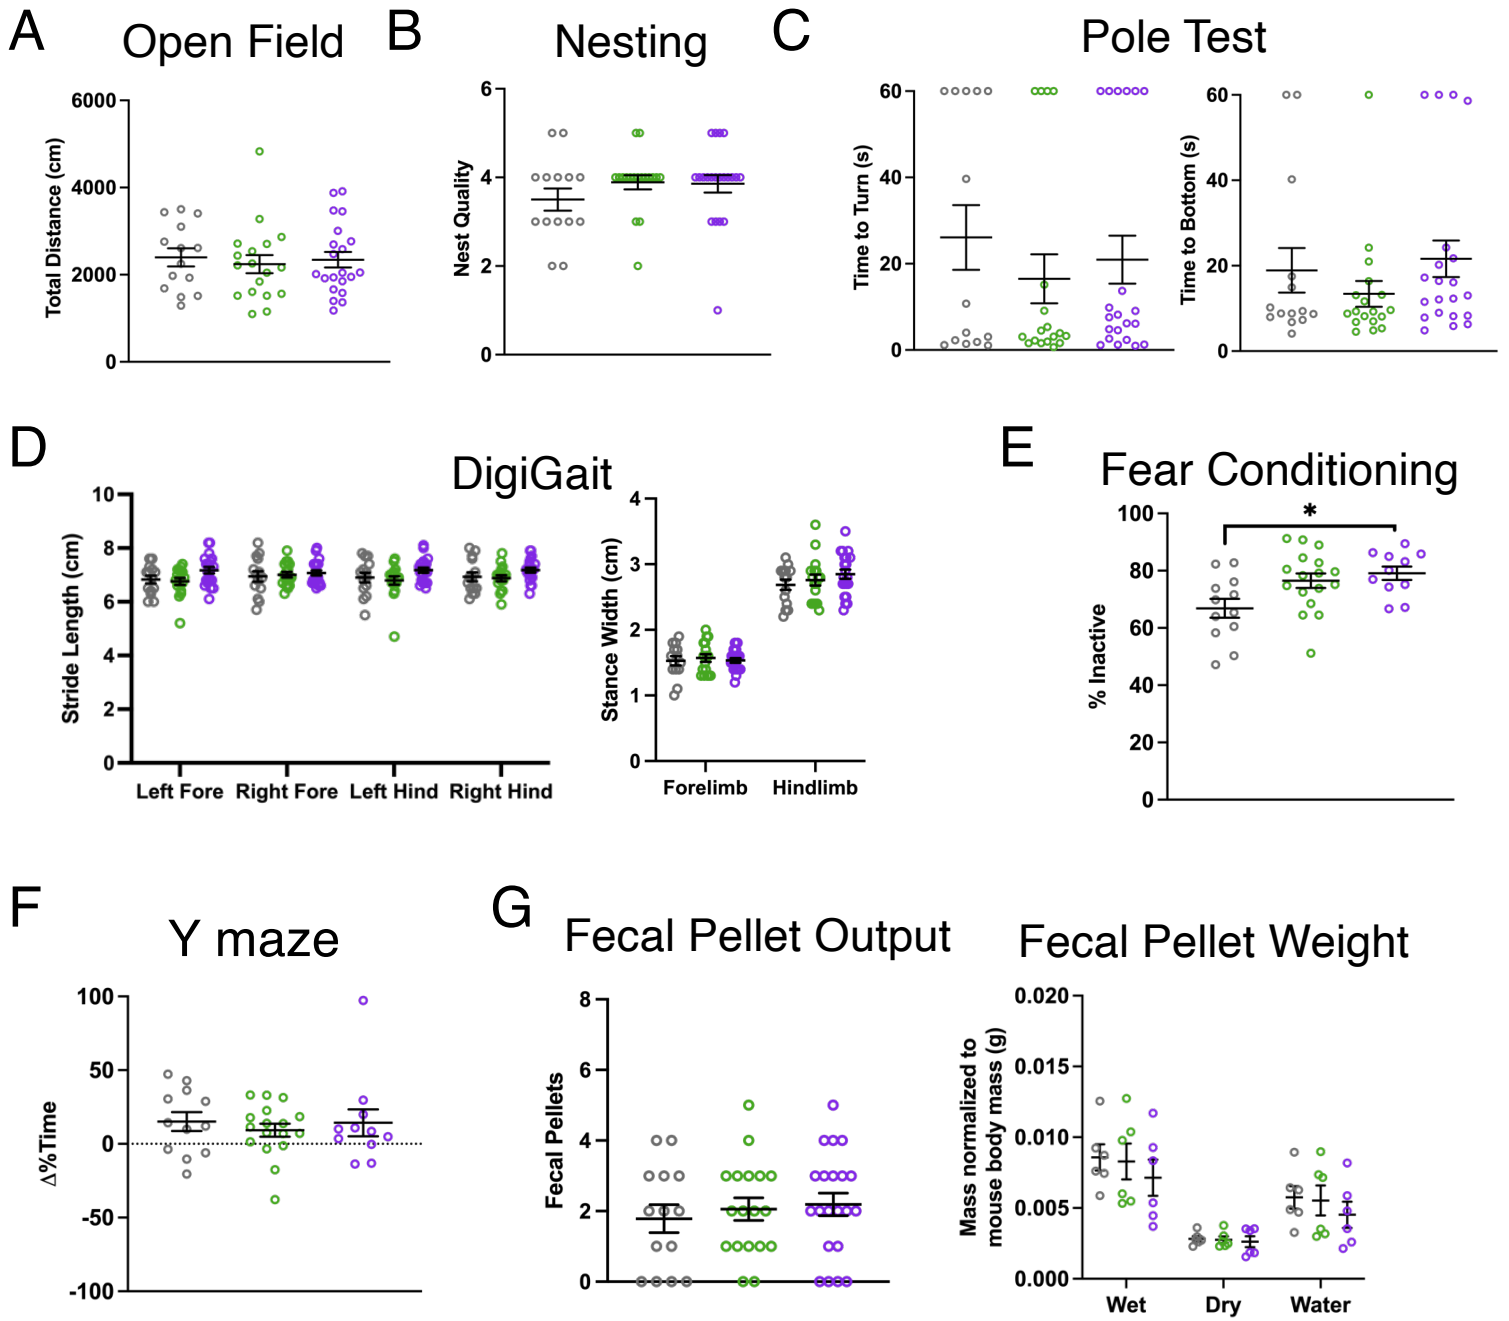 A
Open Field
Total Distance (cm)
6000
4000
2000
0
B
Nesting
Nest Quality
6
4
2
0
C
Pole Test
Time to Turn (s)
60
40
20
0
Time to Bottom (s)
60
40
20
0
D
DigiGait
Stride Length (cm)
10
8
6
4
2
0
Left Fore
Right Fore
Left Hind
Right Hind
Stance Width (cm)
4
3
2
1
0
Forelimb
Hindlimb
E
Fear Conditioning
% Inactive
100
80
60
40
20
0
*
F
Y maze
Δ%Time
100
50
0
-50
-100
G
Fecal Pellet Output
Fecal Pellets
8
6
4
2
0
Fecal Pellet Weight
Mass normalized to
mouse body mass (g)
0.020
0.015
0.010
0.005
0.000
Wet
Dry
Water